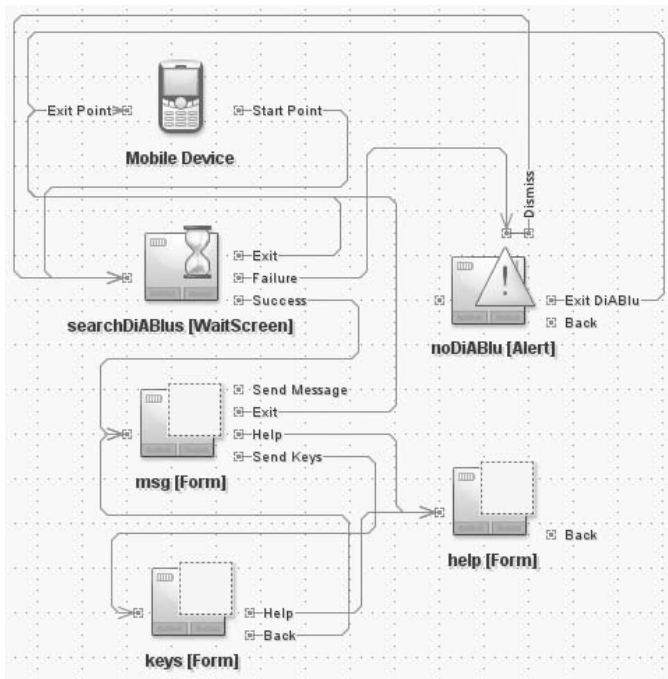 Exit Point
Start Point
Mobile Device
Dismiss
Exit
Failure
Success
searchDiABlus [WaitScreen]
Exit DiABlu
Back
noDiABlu [Alert]
Send Message
Exit
Help
Send Keys
msg [Form]
Back
help [Form]
Help
Back
keys [Form]